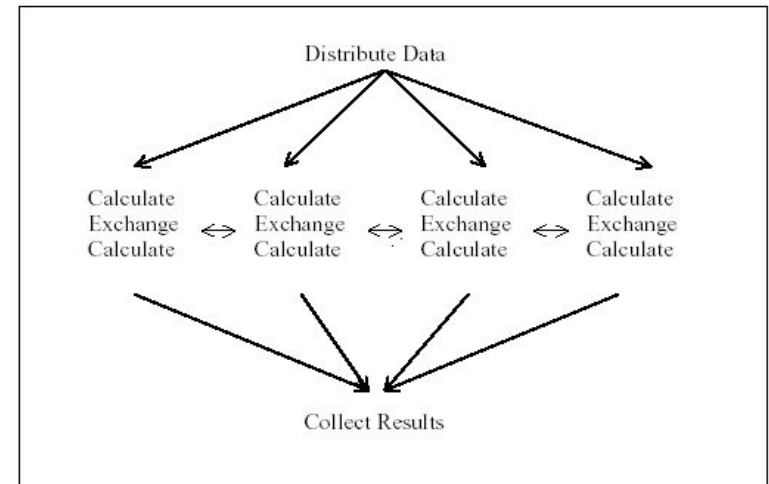 Distribute Data
Calculate
Exchange
Calculate
Calculate
Exchange
Calculate
Calculate
Exchange
Calculate
Calculate
Exchange
Calculate
Collect Results